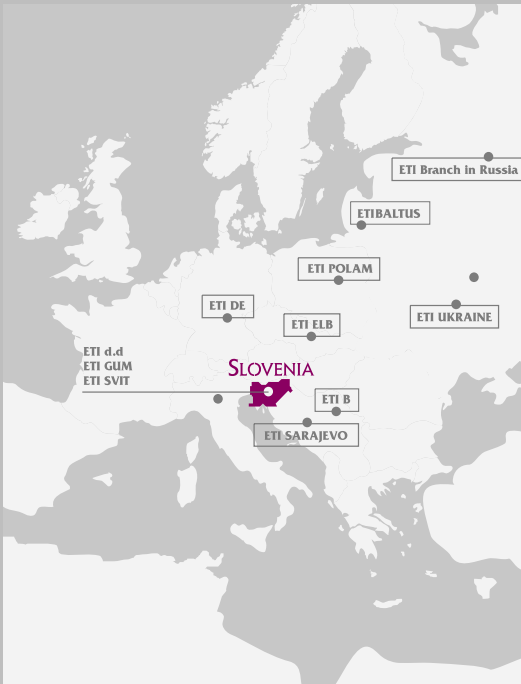 ETI Branch in Russia
ETIBALTUS
ETI POLAM
ETI DE
ETI UKRAINE
ETI ELB
ETI d.d
ETI GUM
ETI SVIT
SLOVENIA
ETI B
ETI SARAJEVO